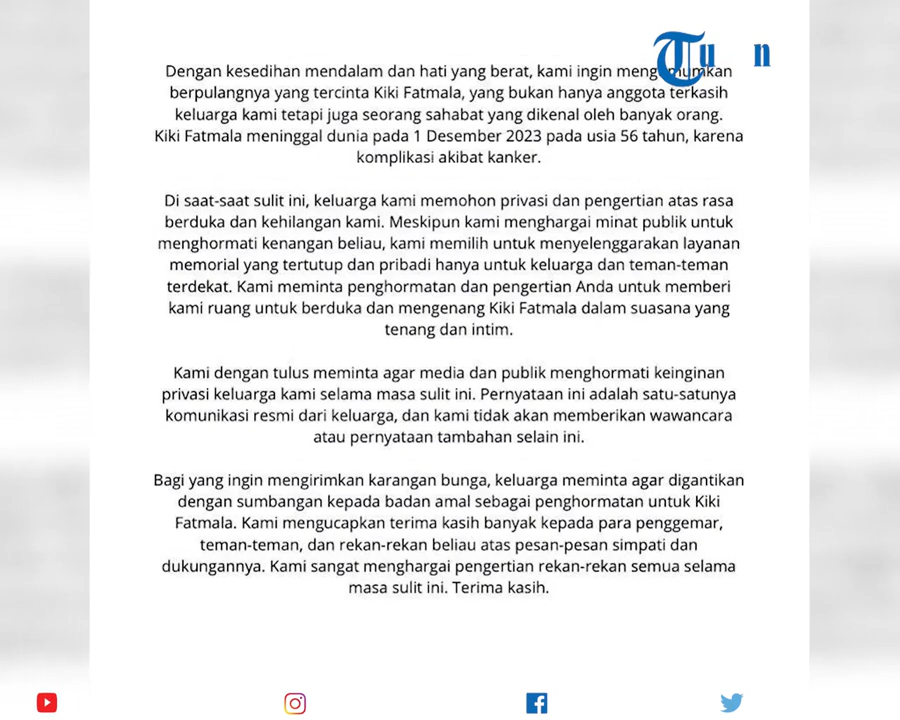 Dengan kesedihan mendalam dan hati yang berat, kami ingin mengumumkan
berpulangnya yang tercinta Kiki Fatmala, yang bukan hanya anggota terkasih
keluarga kami tetapi juga seorang sahabat yang dikenal oleh banyak orang.
Kiki Fatmala meninggal dunia pada 1 Desember 2023 pada usia 56 tahun, karena
komplikasi akibat kanker.
Di saat-saat sulit ini, keluarga kami memohon privasi dan pengertian atas rasa
berduka dan kehilangan kami. Meskipun kami menghargai minat publik untuk
menghormati kenangan beliau, kami memilih untuk menyelenggarakan layanan
memorial yang tertutup dan pribadi hanya untuk keluarga dan teman-teman
terdekat. Kami meminta penghormatan dan pengertian Anda untuk memberi
kami ruang untuk berduka dan mengenang Kiki Fatmala dalam suasana yang
tenang dan intim.
Kami dengan tulus meminta agar media dan publik menghormati keinginan
privasi keluarga kami selama masa sulit ini. Pernyataan ini adalah satu-satunya
komunikasi resmi dari keluarga, dan kami tidak akan memberikan wawancara
atau pernyataan tambahan selain ini.
Bagi yang ingin mengirimkan karangan bunga, keluarga meminta agar digantikan
dengan sumbangan kepada badan amal sebagai penghormatan untuk Kiki
Fatmala. Kami mengucapkan terima kasih banyak kepada para penggemar,
teman-teman, dan rekan-rekan beliau atas pesan-pesan simpati dan
dukungannya. Kami sangat menghargai pengertian rekan-rekan semua selama
masa sulit ini. Terima kasih.